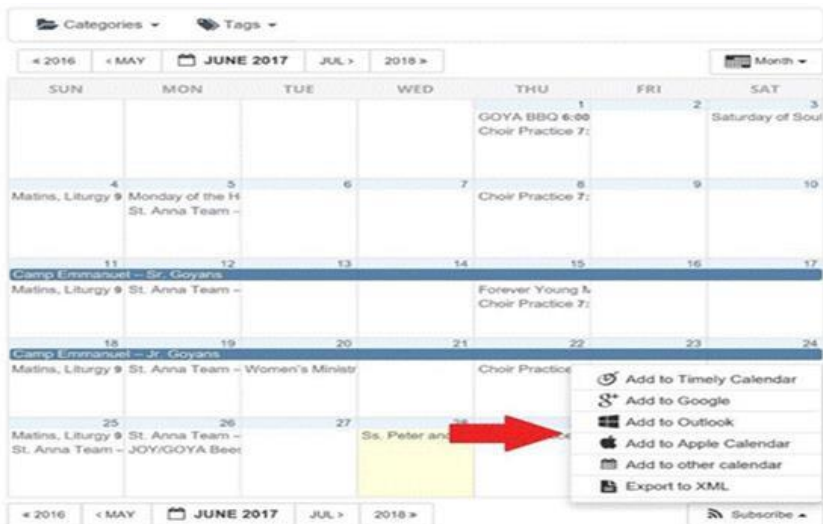 Categories Tags
« 2016 ‹ MAY JUNE 2017 JUL › 2018 » Month
SUN MON TUE WED THU FRI SAT
1 2 3
GOYA BBQ 6:00 Saturday of Soul
Choir Practice 7:
4 5 6 7 8 9 10
Matins, Liturgy 9 Monday of the H Choir Practice 7:
St. Anna Team –
11 12 13 14 15 16 17
Camp Emmanuel – Sr. Goyans
Matins, Liturgy 9 St. Anna Team – Forever Young M
Choir Practice 7:
18 19 20 21 22 23 24
Camp Emmanuel – Jr. Goyans
Matins, Liturgy 9 St. Anna Team – Women's Ministr Choir Practice
Add to Timely Calendar
Add to Google
Add to Outlook
Add to Apple Calendar
Add to other calendar
Export to XML
25 26 27 28
Matins, Liturgy 9 St. Anna Team – Ss. Peter and
St. Anna Team – JOY/GOYA Bees
« 2016 ‹ MAY JUNE 2017 JUL › 2018 » Subscribe